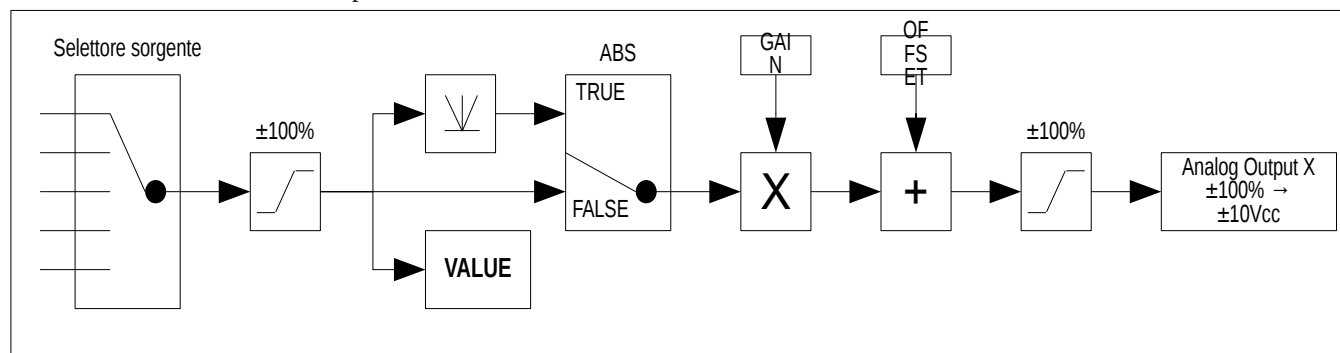 Selettore sorgente
±100%
VALUE
ABS
TRUE
FALSE
GAI
N
X
OF
FS
ET
+
±100%
Analog Output X
±100% →
±10Vcc